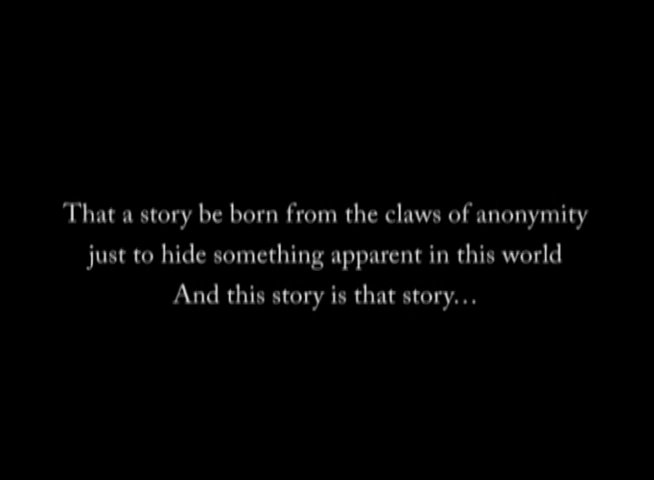 That a story be born from the claws of anonymity
just to hide something apparent in this world
And this story is that story...